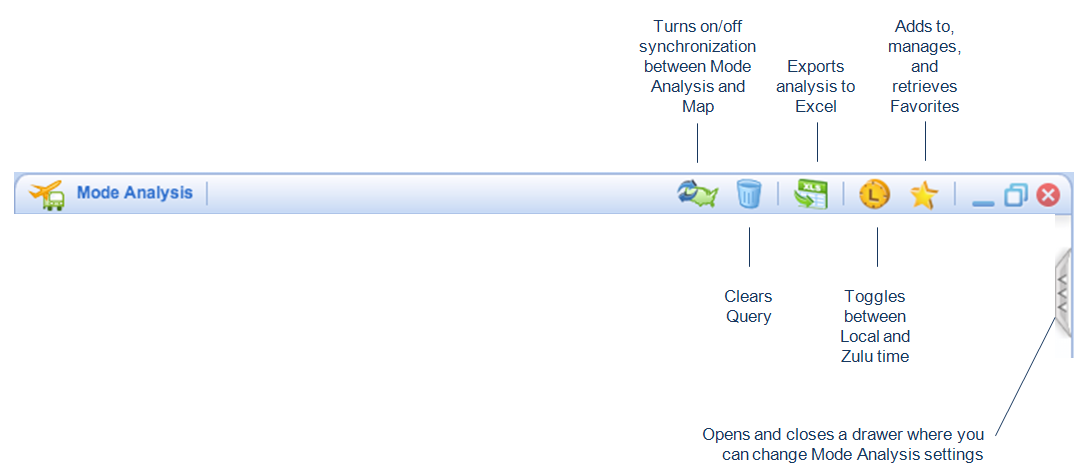 Turns on/off
synchronization
between Mode
Analysis and
Map
Exports
analysis to
Excel
Adds to,
manages,
and
retrieves
Favorites
Mode Analysis
XLS
L
Clears
Query
Toggles
between
Local and
Zulu time
Opens and closes a drawer where you
can change Mode Analysis settings